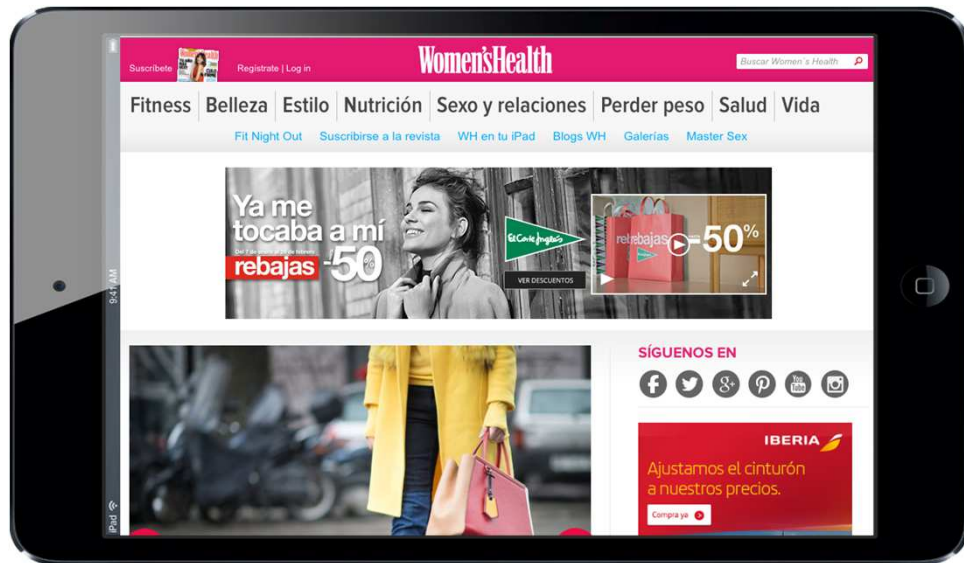 Suscríbete
Regístrate | Log in
Women'sHealth
Buscar Women´s Health
Fitness Belleza Estilo Nutrición Sexo y relaciones Perder peso Salud Vida
Fit Night Out Suscribirse a la revista WH en tu iPad Blogs WH Galerías Master Sex
Ya me
tocaba a mí
rebajas -50%
El Corte Inglés
VER DESCUENTOS
rebajas
-50%
9:41 AM
iPad
SÍGUENOS EN
f
g+
You
Tube
IBERIA
Ajustamos el cinturón
a nuestros precios.
Compra ya